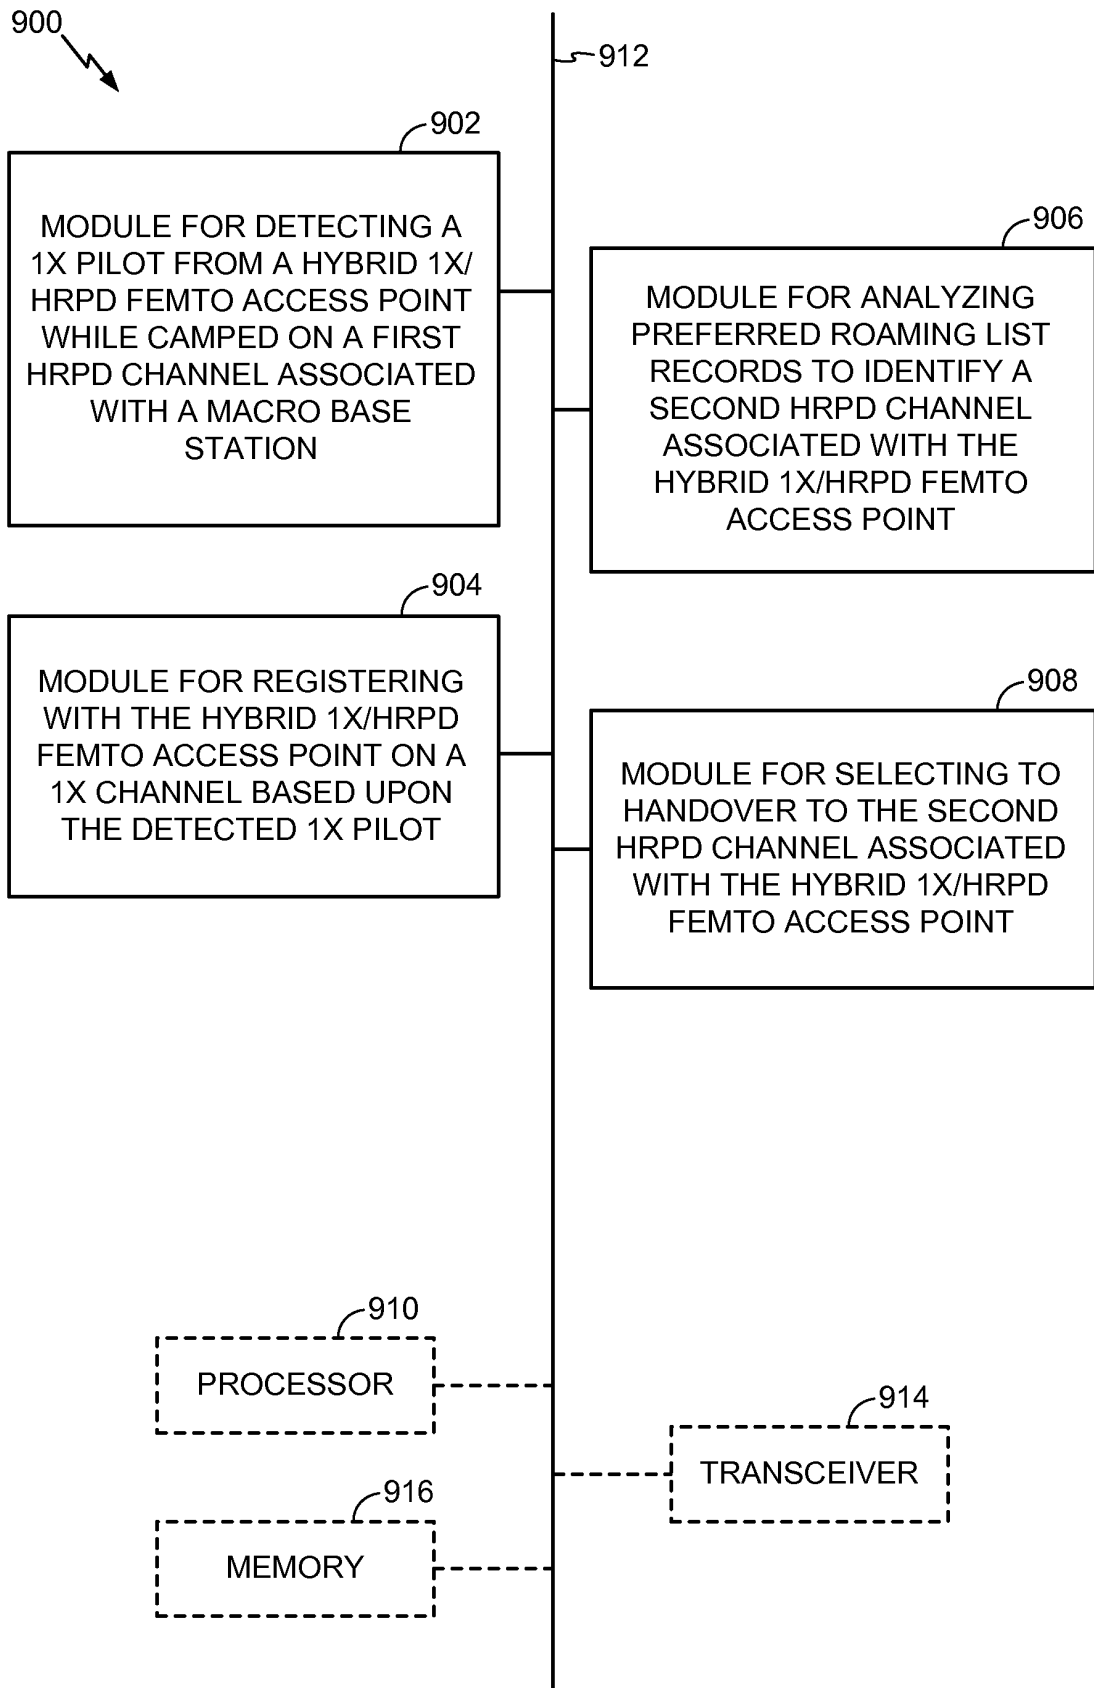 900
912
902
MODULE FOR DETECTING A
1X PILOT FROM A HYBRID 1X/
HRPD FEMTO ACCESS POINT
WHILE CAMPED ON A FIRST
HRPD CHANNEL ASSOCIATED
WITH A MACRO BASE
STATION
906
MODULE FOR ANALYZING
PREFERRED ROAMING LIST
RECORDS TO IDENTIFY A
SECOND HRPD CHANNEL
ASSOCIATED WITH THE
HYBRID 1X/HRPD FEMTO
ACCESS POINT
904
MODULE FOR REGISTERING
WITH THE HYBRID 1X/HRPD
FEMTO ACCESS POINT ON A
1X CHANNEL BASED UPON
THE DETECTED 1X PILOT
908
MODULE FOR SELECTING TO
HANDOVER TO THE SECOND
HRPD CHANNEL ASSOCIATED
WITH THE HYBRID 1X/HRPD
FEMTO ACCESS POINT
910
PROCESSOR
914
TRANSCEIVER
916
MEMORY